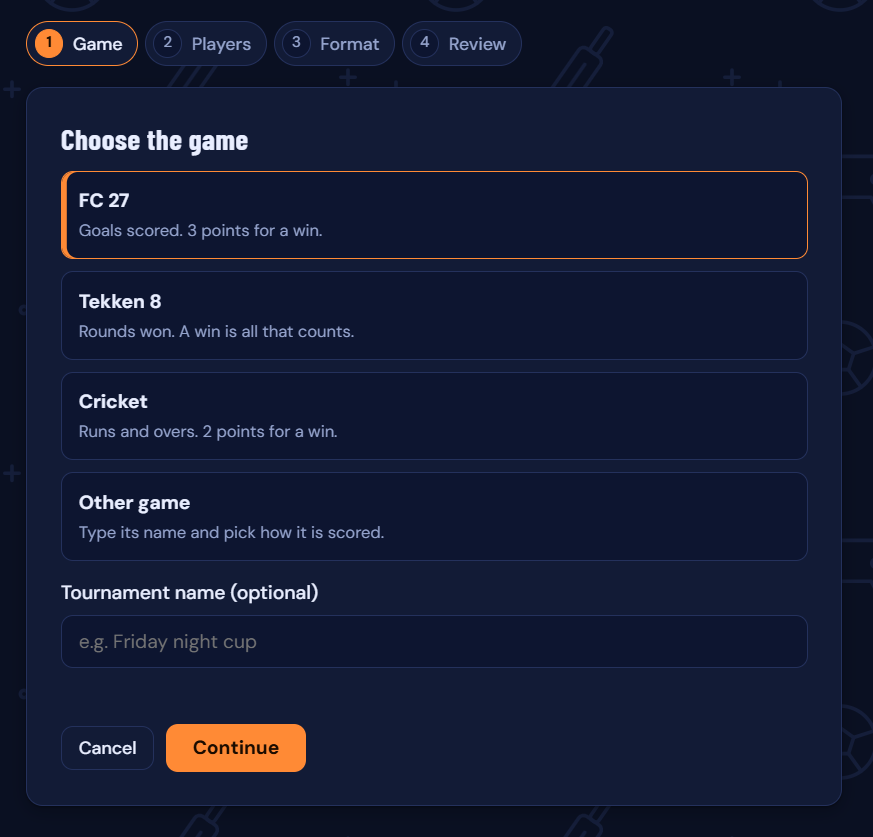 1 Game 2 Players 3 Format 4 Review
Choose the game
FC 27
Goals scored. 3 points for a win.
Tekken 8
Rounds won. A win is all that counts.
Cricket
Runs and overs. 2 points for a win.
Other game
Type its name and pick how it is scored.
Tournament name (optional)
e.g. Friday night cup
Cancel Continue